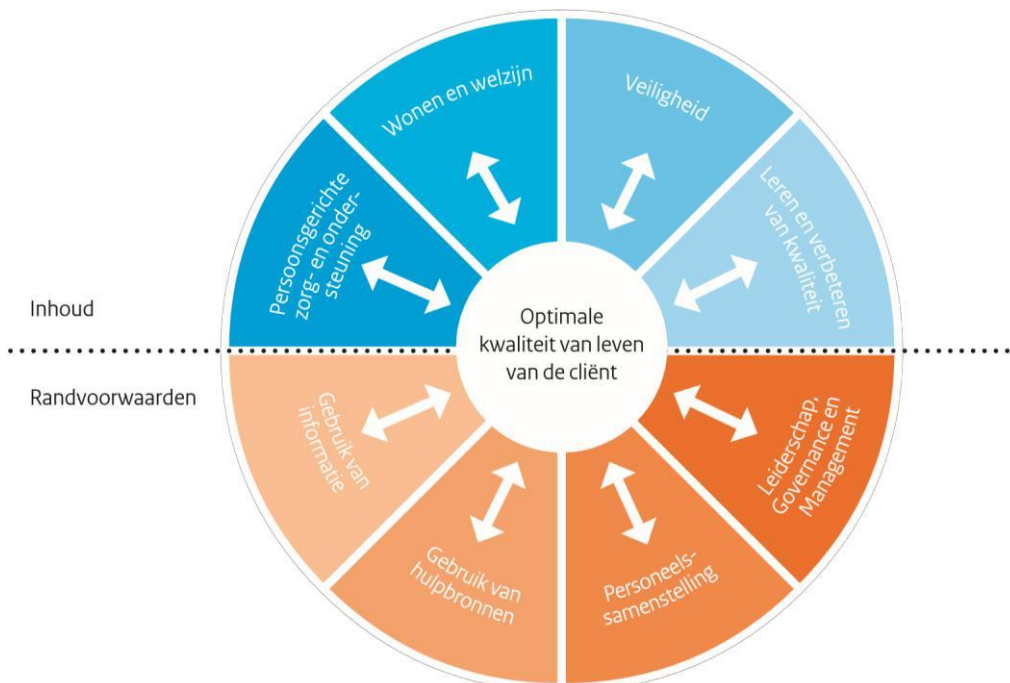 Wonen en welzijn
Veiligheid
Persoonsgerichte
zorg- en onder-
steuning
Leren en verbeteren
van kwaliteit
Inhoud
Optimale
kwaliteit van leven
van de cliënt
Randvoorwaarden
Gebruik van
informatie
Leiderschap,
Governance en
Management
Gebruik van
hulpbronnen
Personeels-
samenstelling